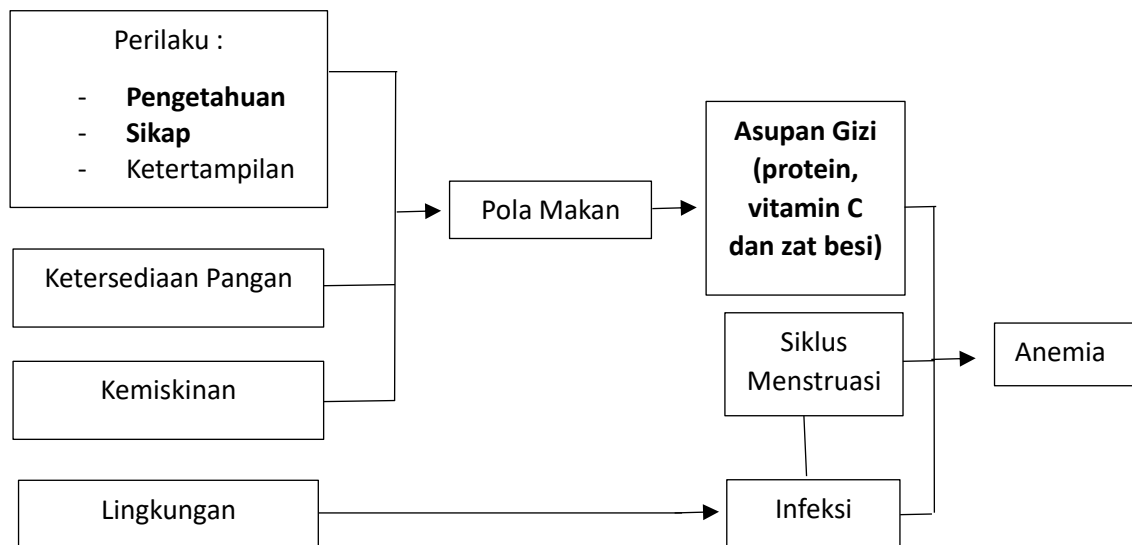 Perilaku :
- Pengetahuan
- Sikap
- Ketertampilan
Ketersediaan Pangan
Kemiskinan
Lingkungan
Pola Makan
Asupan Gizi
(protein,
vitamin C
dan zat besi)
Siklus
Menstruasi
Infeksi
Anemia